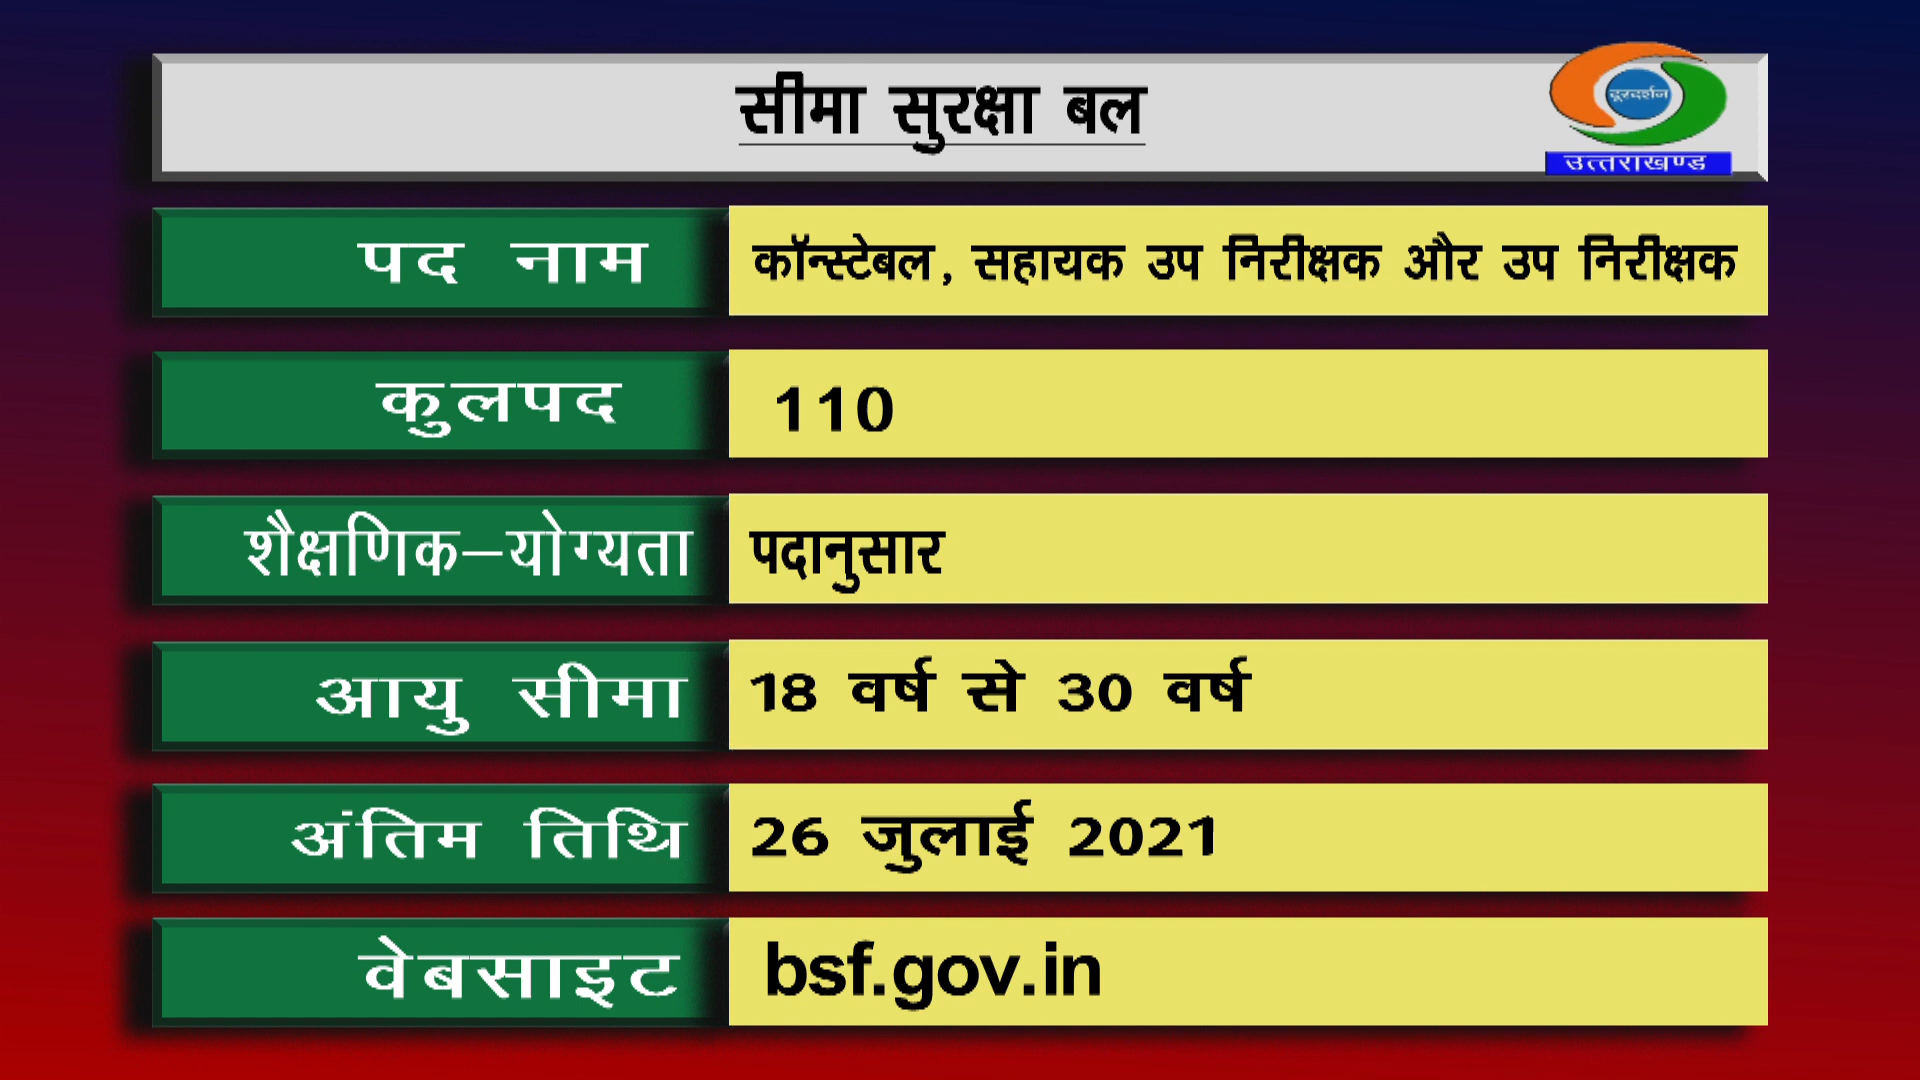 सीमा सुरक्षा बल
दूरदर्शन
उत्तराखण्ड
पद नाम
कॉन्स्टेबल, सहायक उप निरीक्षक और उप निरीक्षक
कुलपद
110
शैक्षणिक–योग्यता
पदानुसार
आयु सीमा
18 वर्ष से 30 वर्ष
अंतिम तिथि
26 जुलाई 2021
वेबसाइट
bsf.gov.in